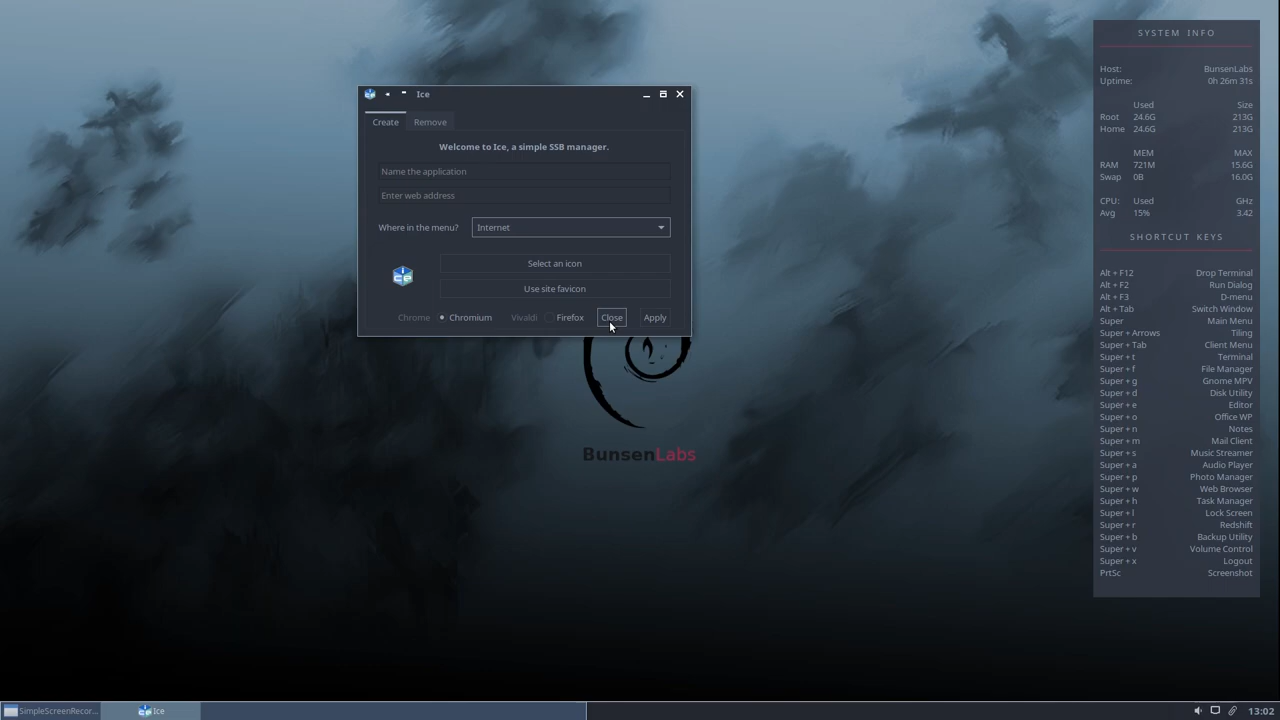 Ice
Create Remove
Welcome to Ice, a simple SSB manager.
Name the application
Enter web address
Where in the menu? Internet
Select an icon
Use site favicon
Chrome Chromium Vivaldi Firefox Close Apply
BunsenLabs
SYSTEM INFO
Host: BunsenLabs
Uptime: 0h 26m 31s
Used Size
Root 24.6G 213G
Home 24.6G 213G
MEM MAX
RAM 721M 15.6G
Swap 0B 16.0G
CPU: Used GHz
Avg 15% 3.42
SHORTCUT KEYS
Alt + F12 Drop Terminal
Alt + F2 Run Dialog
Alt + F3 D-menu
Alt + Tab Switch Window
Super Main Menu
Super + Arrows Tiling
Super + Tab Client Menu
Super + t Terminal
Super + f File Manager
Super + g Gnome MPV
Super + d Disk Utility
Super + e Editor
Super + o Office WP
Super + n Notes
Super + m Mail Client
Super + s Music Streamer
Super + a Audio Player
Super + p Photo Manager
Super + w Web Browser
Super + h Task Manager
Super + l Lock Screen
Super + r Redshift
Super + b Backup Utility
Super + v Volume Control
Super + x Logout
PrtSc Screenshot
SimpleScreenRecor... Ice 13:02